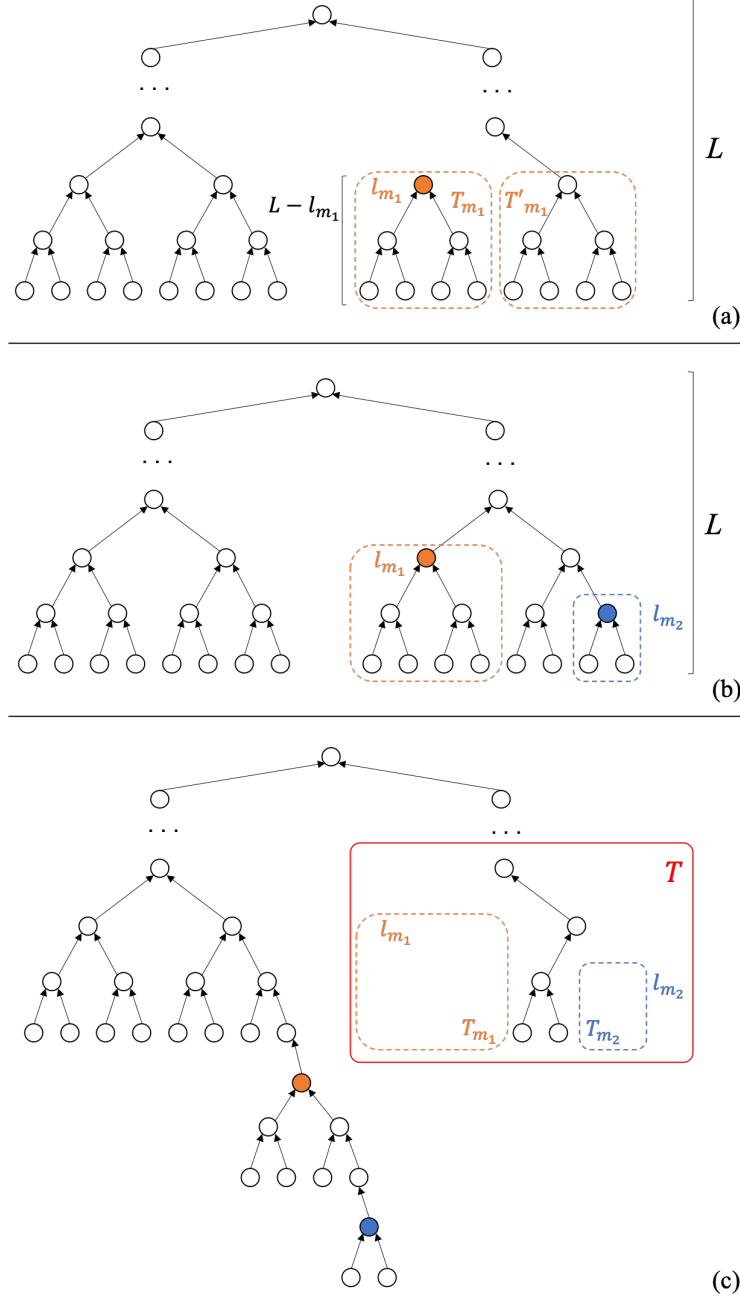 . . .
. . .
L
l_{m_1}
T_{m_1}
T'_{m_1}
L − l_{m_1}
(a)
. . .
. . .
L
l_{m_1}
l_{m_2}
(b)
. . .
. . .
T
l_{m_1}
l_{m_2}
T_{m_1}
T_{m_2}
(c)